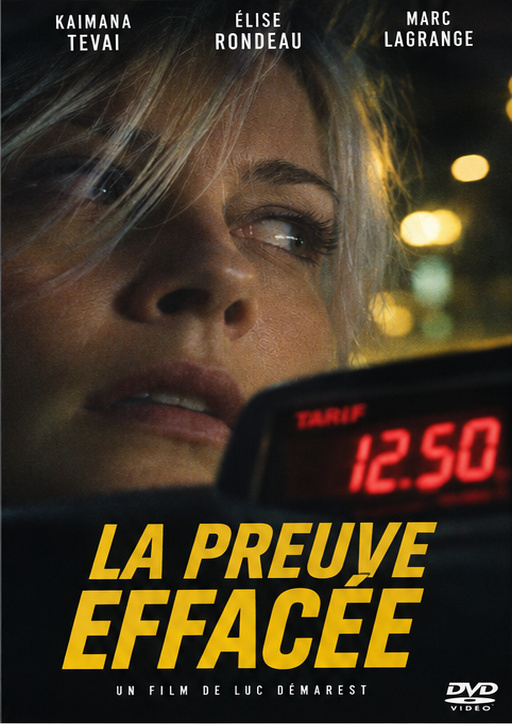 KAIMANA
TEVAI
ÉLISE
RONDEAU
MARC
LAGRANGE
TARIF
12.50
LA PREUVE
EFFACÉE
UN FILM DE LUC DÉMAREST
DVD
VIDEO